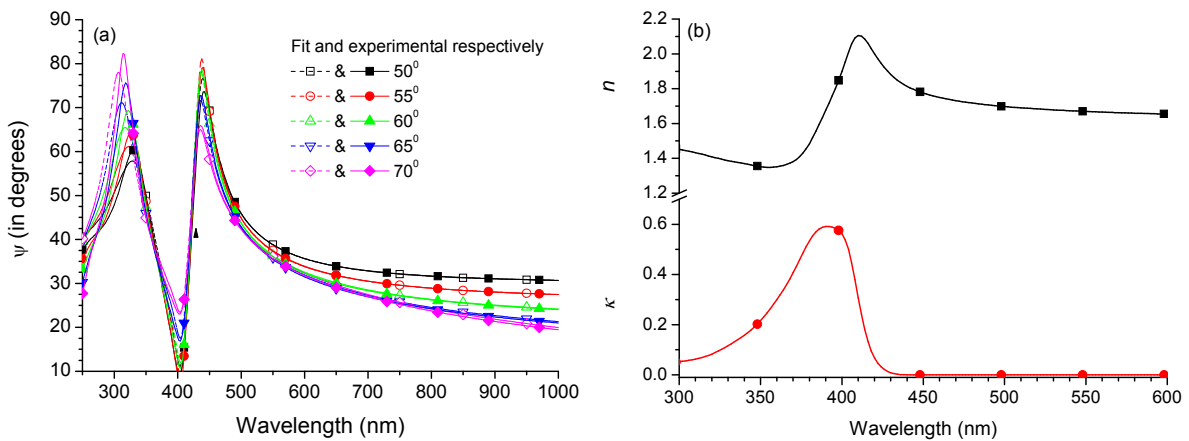 (a)
Fit and experimental respectively
& 50⁰
& 55⁰
& 60⁰
& 65⁰
& 70⁰
90
80
70
60
50
40
30
20
10
ψ (in degrees)
300 400 500 600 700 800 900 1000
Wavelength (nm)
(b)
2.2
2.0
1.8
1.6
1.4
1.2
n
0.6
0.4
0.2
0.0
κ
300 350 400 450 500 550 600
Wavelength (nm)